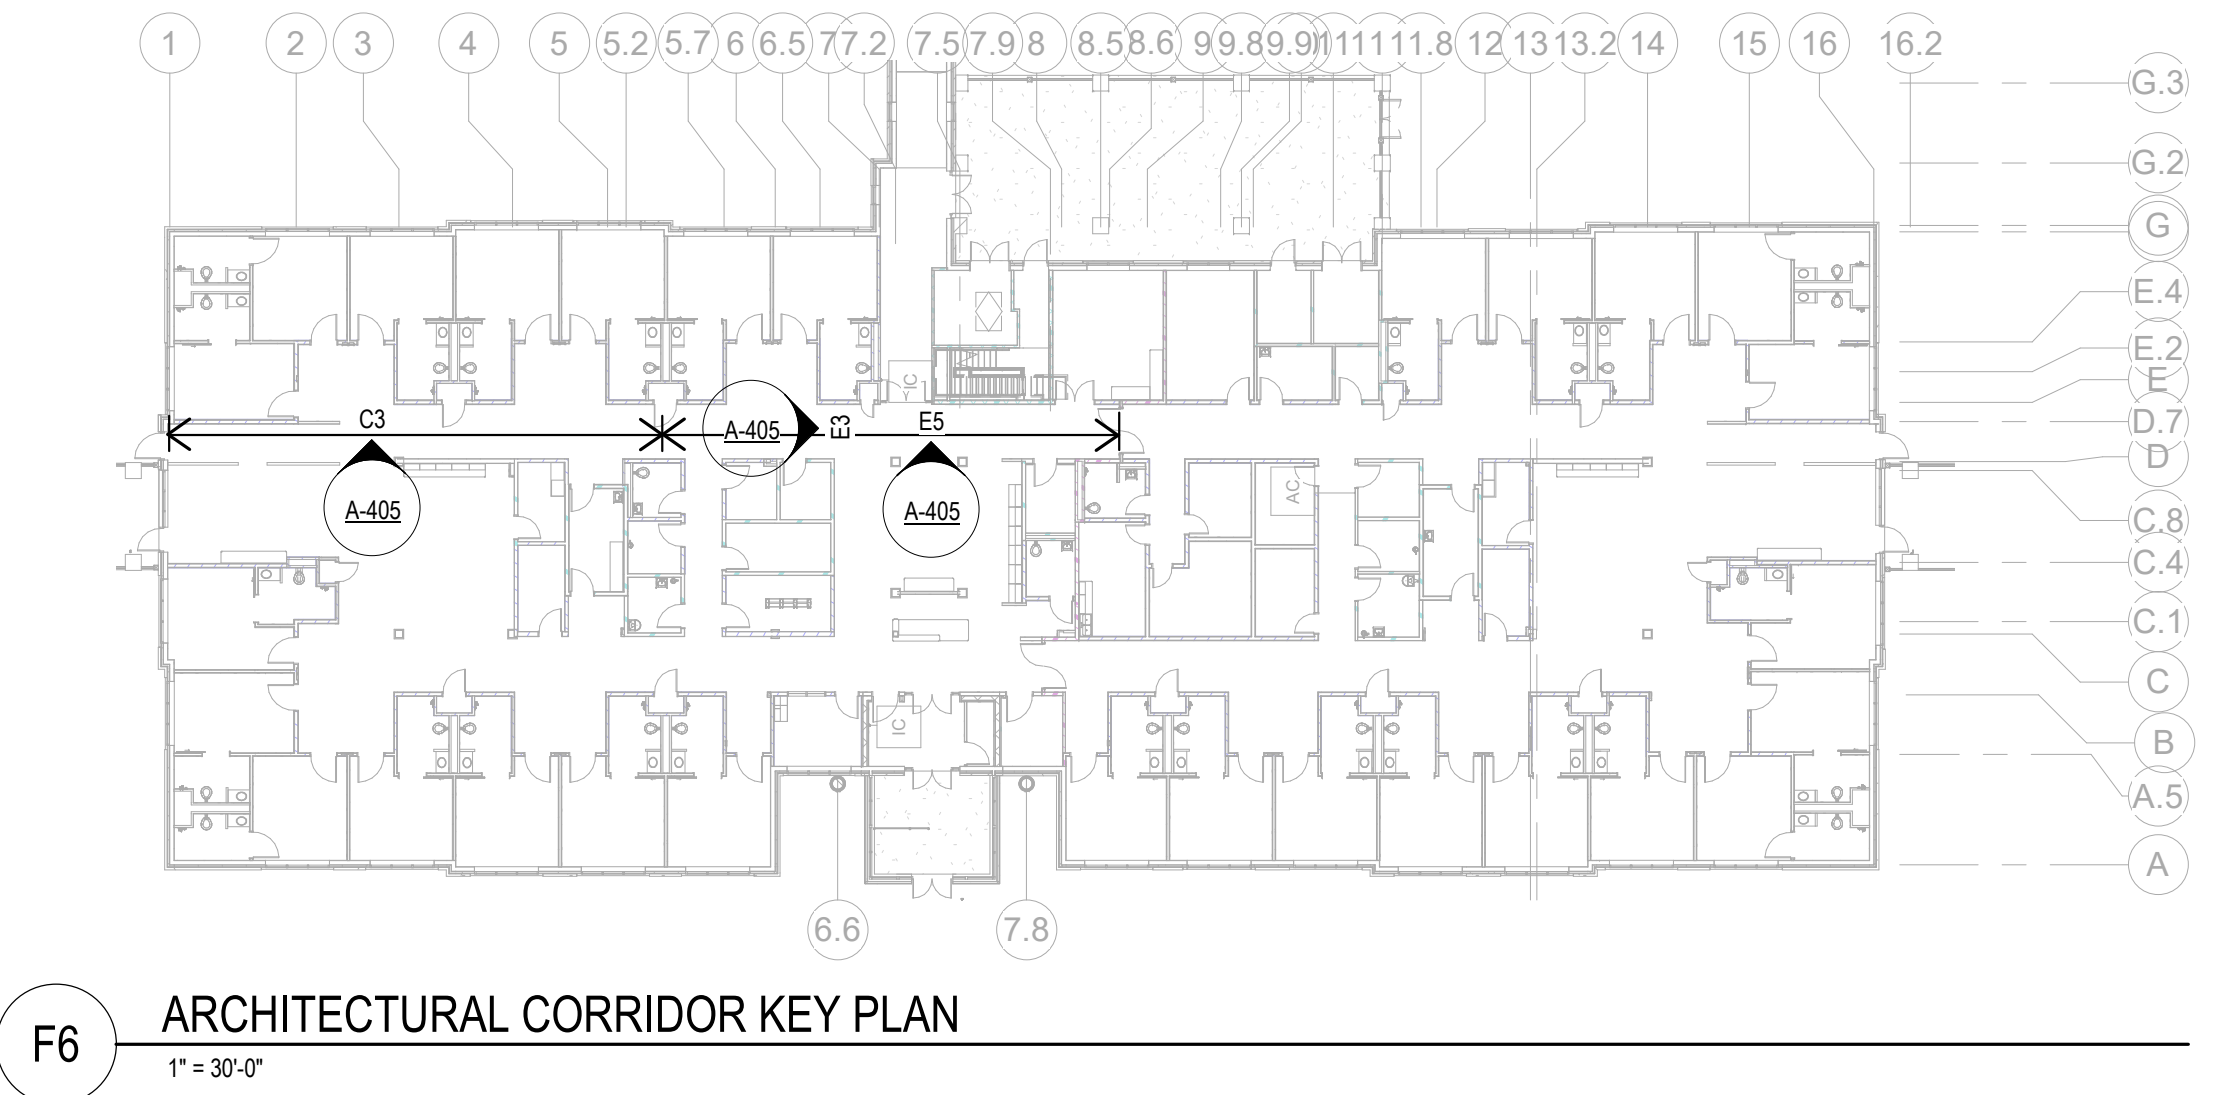 1 2 3 4 5 5.2 5.7 6 6.5 7 7.2 7.5 7.9 8 8.5 8.6 9 9.8 9.9 11 11.8 12 13 13.2 14 15 16 16.2
G.3
G.2
G
E.4
E.2
E
D.7
D
C.8
C.4
C.1
C
B
A.5
A
IC
C3
A-405
E3
E5
A-405
A-405
AC
IC
6.6 7.8
F6
ARCHITECTURAL CORRIDOR KEY PLAN
1" = 30'-0"